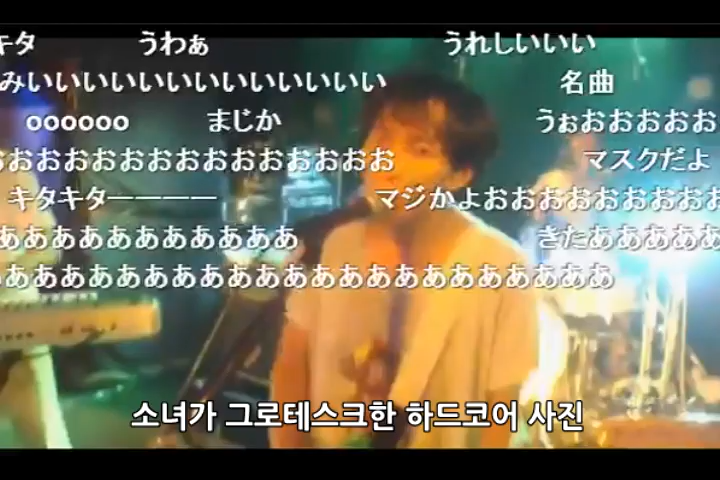 キタ うわぁ うれしいいい
みいいいいいいいいいいいいい 名曲
oooooo まじか うぉおおおおお
おおおおおおおおおおおおおお マスクだよ
キタキターーーー マジかよおおおおおおおおお
ああああああああああああ きたあああああ
あああああああああああああああああああああああ
소녀가 그로테스크한 하드코어 사진